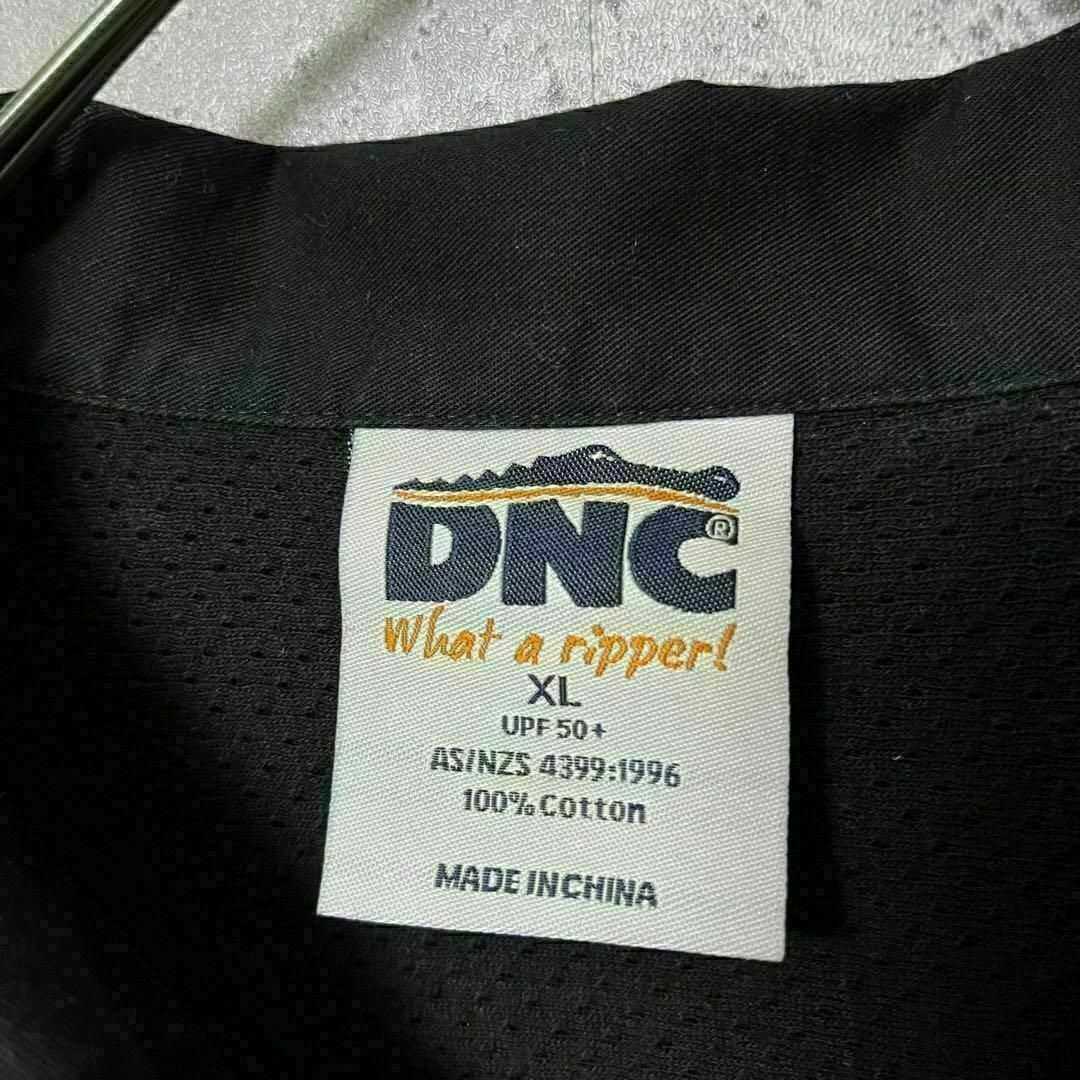 DNC®
What a ripper!
XL
UPF 50+
AS/NZS 4399:1996
100% Cotton
MADE IN CHINA